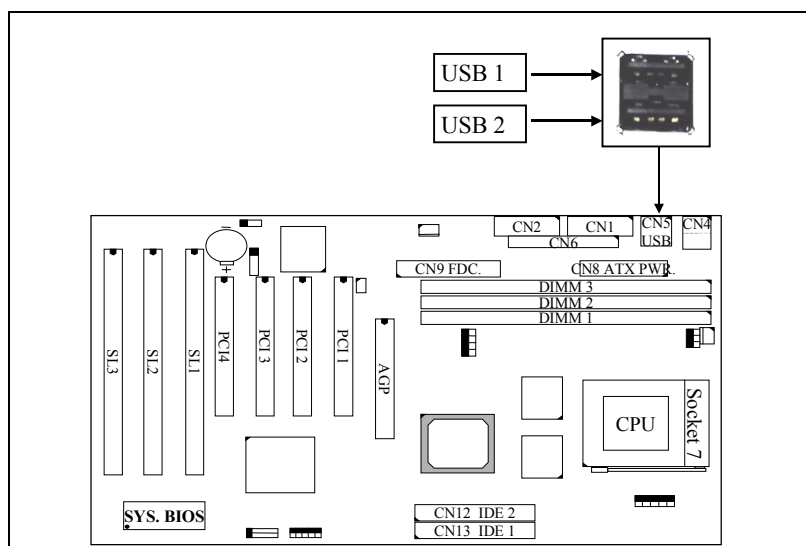 USB 1
USB 2
CN2
CN1
CN5
USB
CN4
CN6
CN9 FDC.
CN8 ATX PWR.
DIMM 3
DIMM 2
DIMM 1
SL3
SL2
SL1
PCI4
PCI 3
PCI 2
PCI 1
AGP
CPU
Socket 7
SYS. BIOS
CN12 IDE 2
CN13 IDE 1